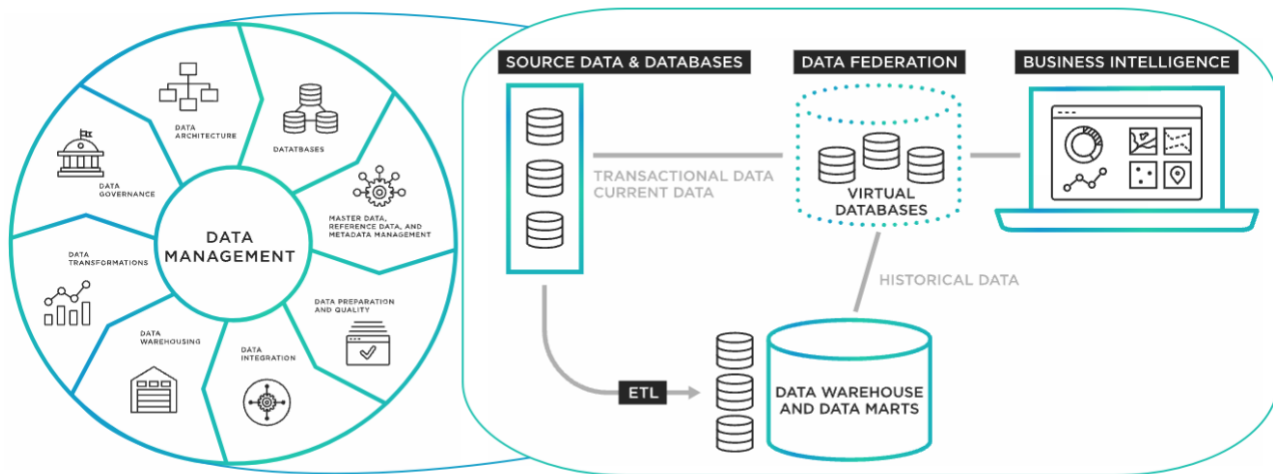 DATA
ARCHITECTURE
DATATBASES
DATA
GOVERNANCE
MASTER DATA,
REFERENCE DATA, AND
METADATA MANAGEMENT
DATA
MANAGEMENT
DATA
TRANSFORMATIONS
DATA PREPARATION
AND QUALITY
DATA
WAREHOUSING
DATA
INTEGRATION
SOURCE DATA & DATABASES
DATA FEDERATION
BUSINESS INTELLIGENCE
TRANSACTIONAL DATA
CURRENT DATA
VIRTUAL
DATABASES
HISTORICAL DATA
ETL
DATA WAREHOUSE
AND DATA MARTS